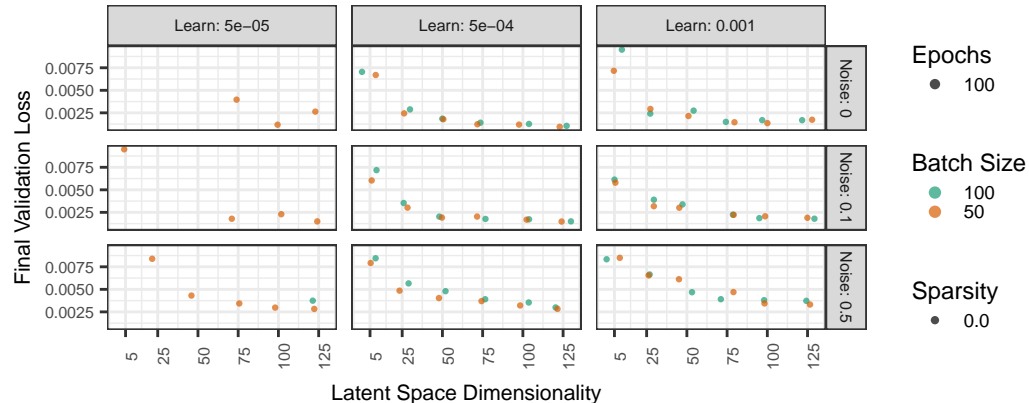 Learn: 5e−05
Learn: 5e−04
Learn: 0.001
Final Validation Loss
0.0075
0.0050
0.0025
Noise: 0
0.0075
0.0050
0.0025
Noise: 0.1
0.0075
0.0050
0.0025
Noise: 0.5
5 25 50 75 100 125
5 25 50 75 100 125
5 25 50 75 100 125
Latent Space Dimensionality
Epochs
100
Batch Size
100
50
Sparsity
0.0